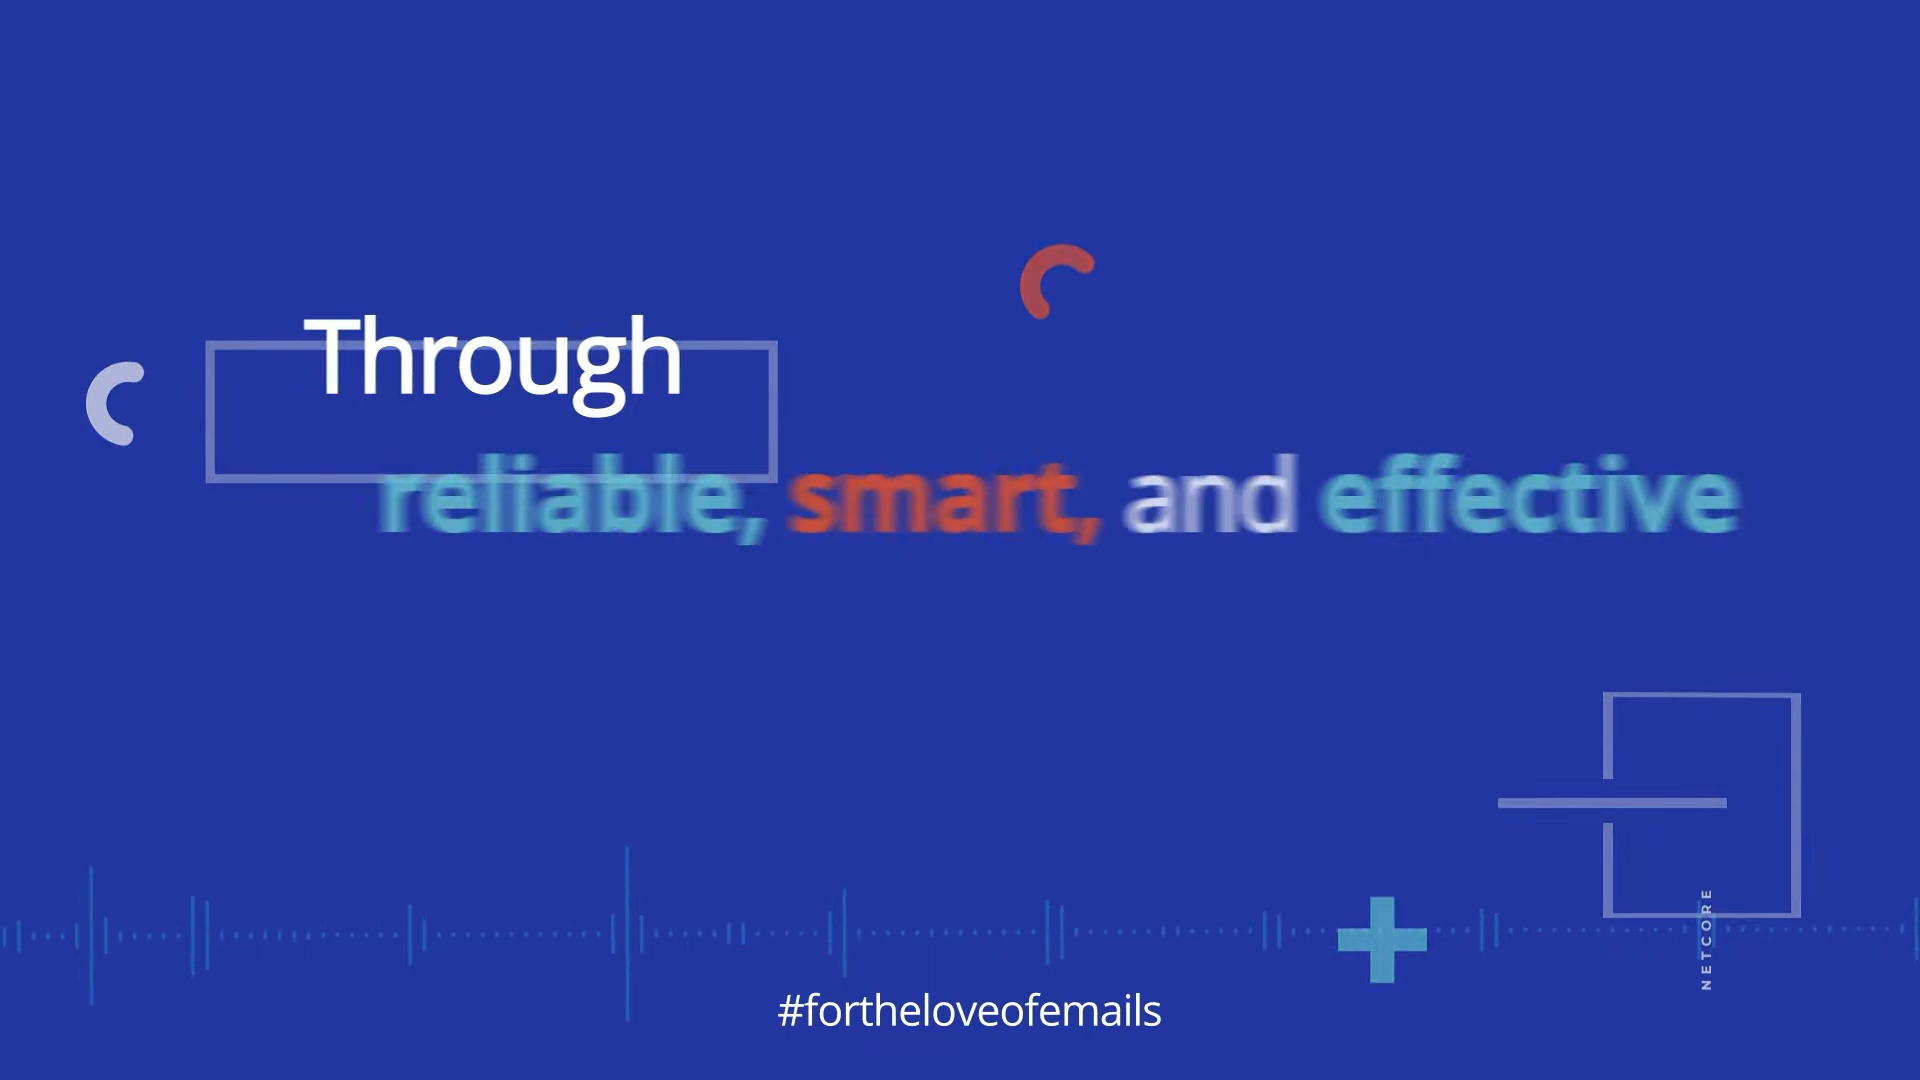 Through
reliable, smart, and effective
NETCORE
#fortheloveofemails